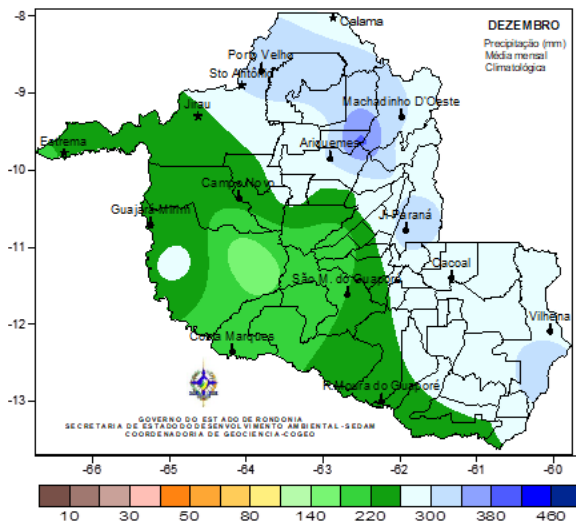 DEZEMBRO
Precipitação (mm)
Média mensal
Climatológica
-8
-9
-10
-11
-12
-13
Calama
Porto Velho
Sto Antônio
Machadinho D'Oeste
Jirau
Ariquemes
Extrema
Campo Novo
Guajará-Mirim
Ji-Paraná
Cacoal
São M. do Guaporé
Vilhena
Costa Marques
P.Moura do Guaporé
GOVERNO DO ESTADO DE RONDONIA
SECRETARIA DE ESTADO DO DESENVOLVIMENTO AMBIENTAL-SEDAM
COORDENADORIA DE GEOCIENCIA-COGEO
-66 -65 -64 -63 -62 -61 -60
10 30 50 80 140 220 300 380 460